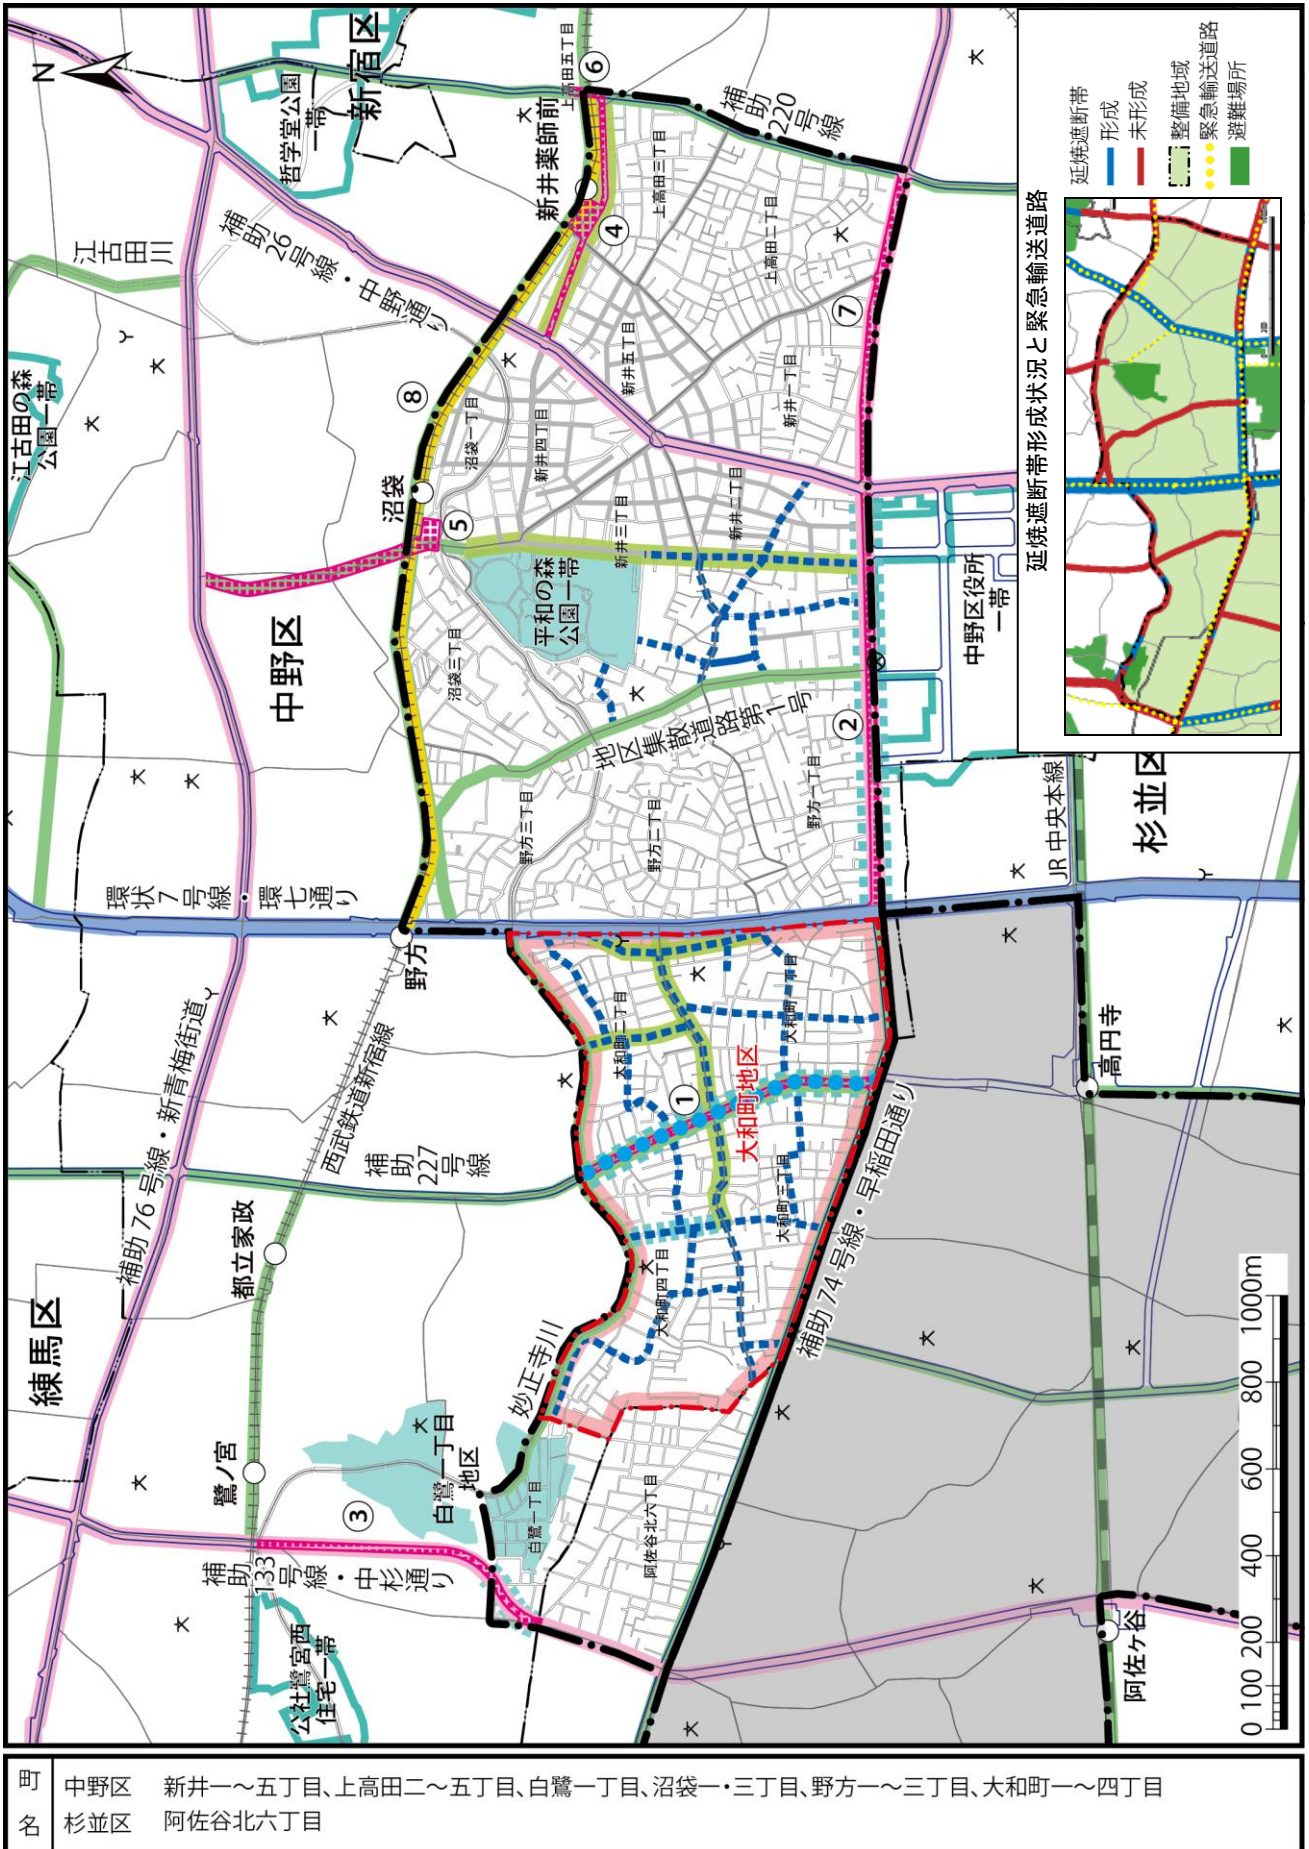 練馬区
中野区
新宿区
杉並区
N
江古田の森
公園一帯
江古田川
哲学堂公園
一帯
補助26号線・中野通り
新井薬師前
上高田五丁目
⑥
補助
220
号線
上高田三丁目
④
上高田二丁目
⑦
⑧
沼袋一丁目
新井五丁目
新井四丁目
新井一丁目
沼袋
⑤
新井三丁目
新井二丁目
平和の森
公園一帯
沼袋三丁目
地区集散道路第1号
②
中野区役所
一帯
野方三丁目
野方二丁目
野方一丁目
環状7号線・環七通り
野方
JR中央本線
補助76号線・新青梅街道
西武鉄道新宿線
補助
227
号線
大和町二丁目
大和町一丁目
①
大和町地区
大和町三丁目
大和町四丁目
高円寺
補助74号線・早稲田通り
都立家政
妙正寺川
鷺ノ宮
③
白鷺一丁目
地区
白鷺一丁目
阿佐谷北六丁目
補助133号線・中杉通り
公社鷺宮西
住宅一帯
阿佐ヶ谷
0 100 200 400 600 800 1000m
延焼遮断帯形成状況と緊急輸送道路
延焼遮断帯
形成
未形成
整備地域
緊急輸送道路
避難場所
町名
中野区 新井一～五丁目、上高田二～五丁目、白鷺一丁目、沼袋一・三丁目、野方一～三丁目、大和町一～四丁目
杉並区 阿佐谷北六丁目